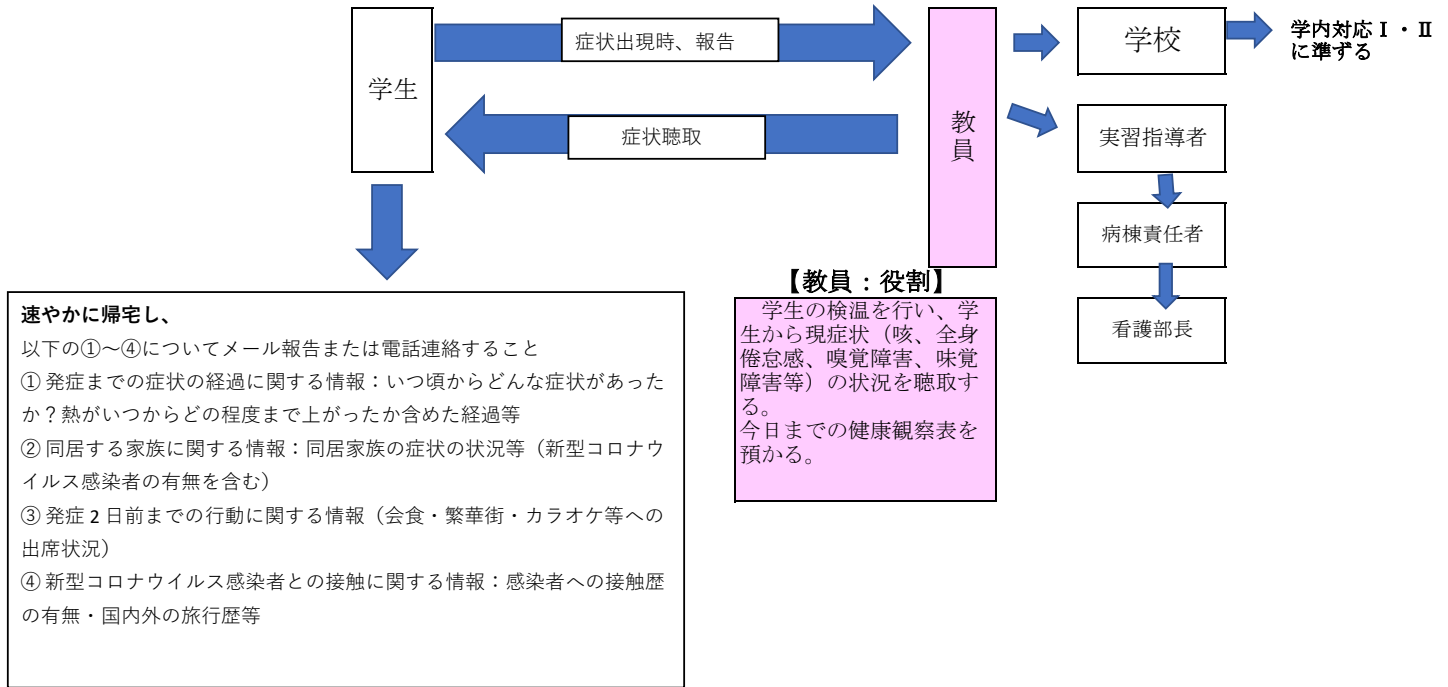 症状出現時、報告
学校
学内対応Ⅰ・Ⅱ
に準ずる
学生
教
員
症状聴取
実習指導者
病棟責任者
看護部長
速やかに帰宅し、
以下の①～④についてメール報告または電話連絡すること
① 発症までの症状の経過に関する情報：いつ頃からどんな症状があった
か？熱がいつからどの程度まで上がったか含めた経過等
② 同居する家族に関する情報：同居家族の症状の状況等（新型コロナウ
イルス感染者の有無を含む）
③ 発症 2 日前までの行動に関する情報（会食・繁華街・カラオケ等への
出席状況）
④ 新型コロナウイルス感染者との接触に関する情報：感染者への接触歴
の有無・国内外の旅行歴等
【教員：役割】
学生の検温を行い、学
生から現症状（咳、全身
倦怠感、嗅覚障害、味覚
障害等）の状況を聴取す
る。
今日までの健康観察表を
預かる。